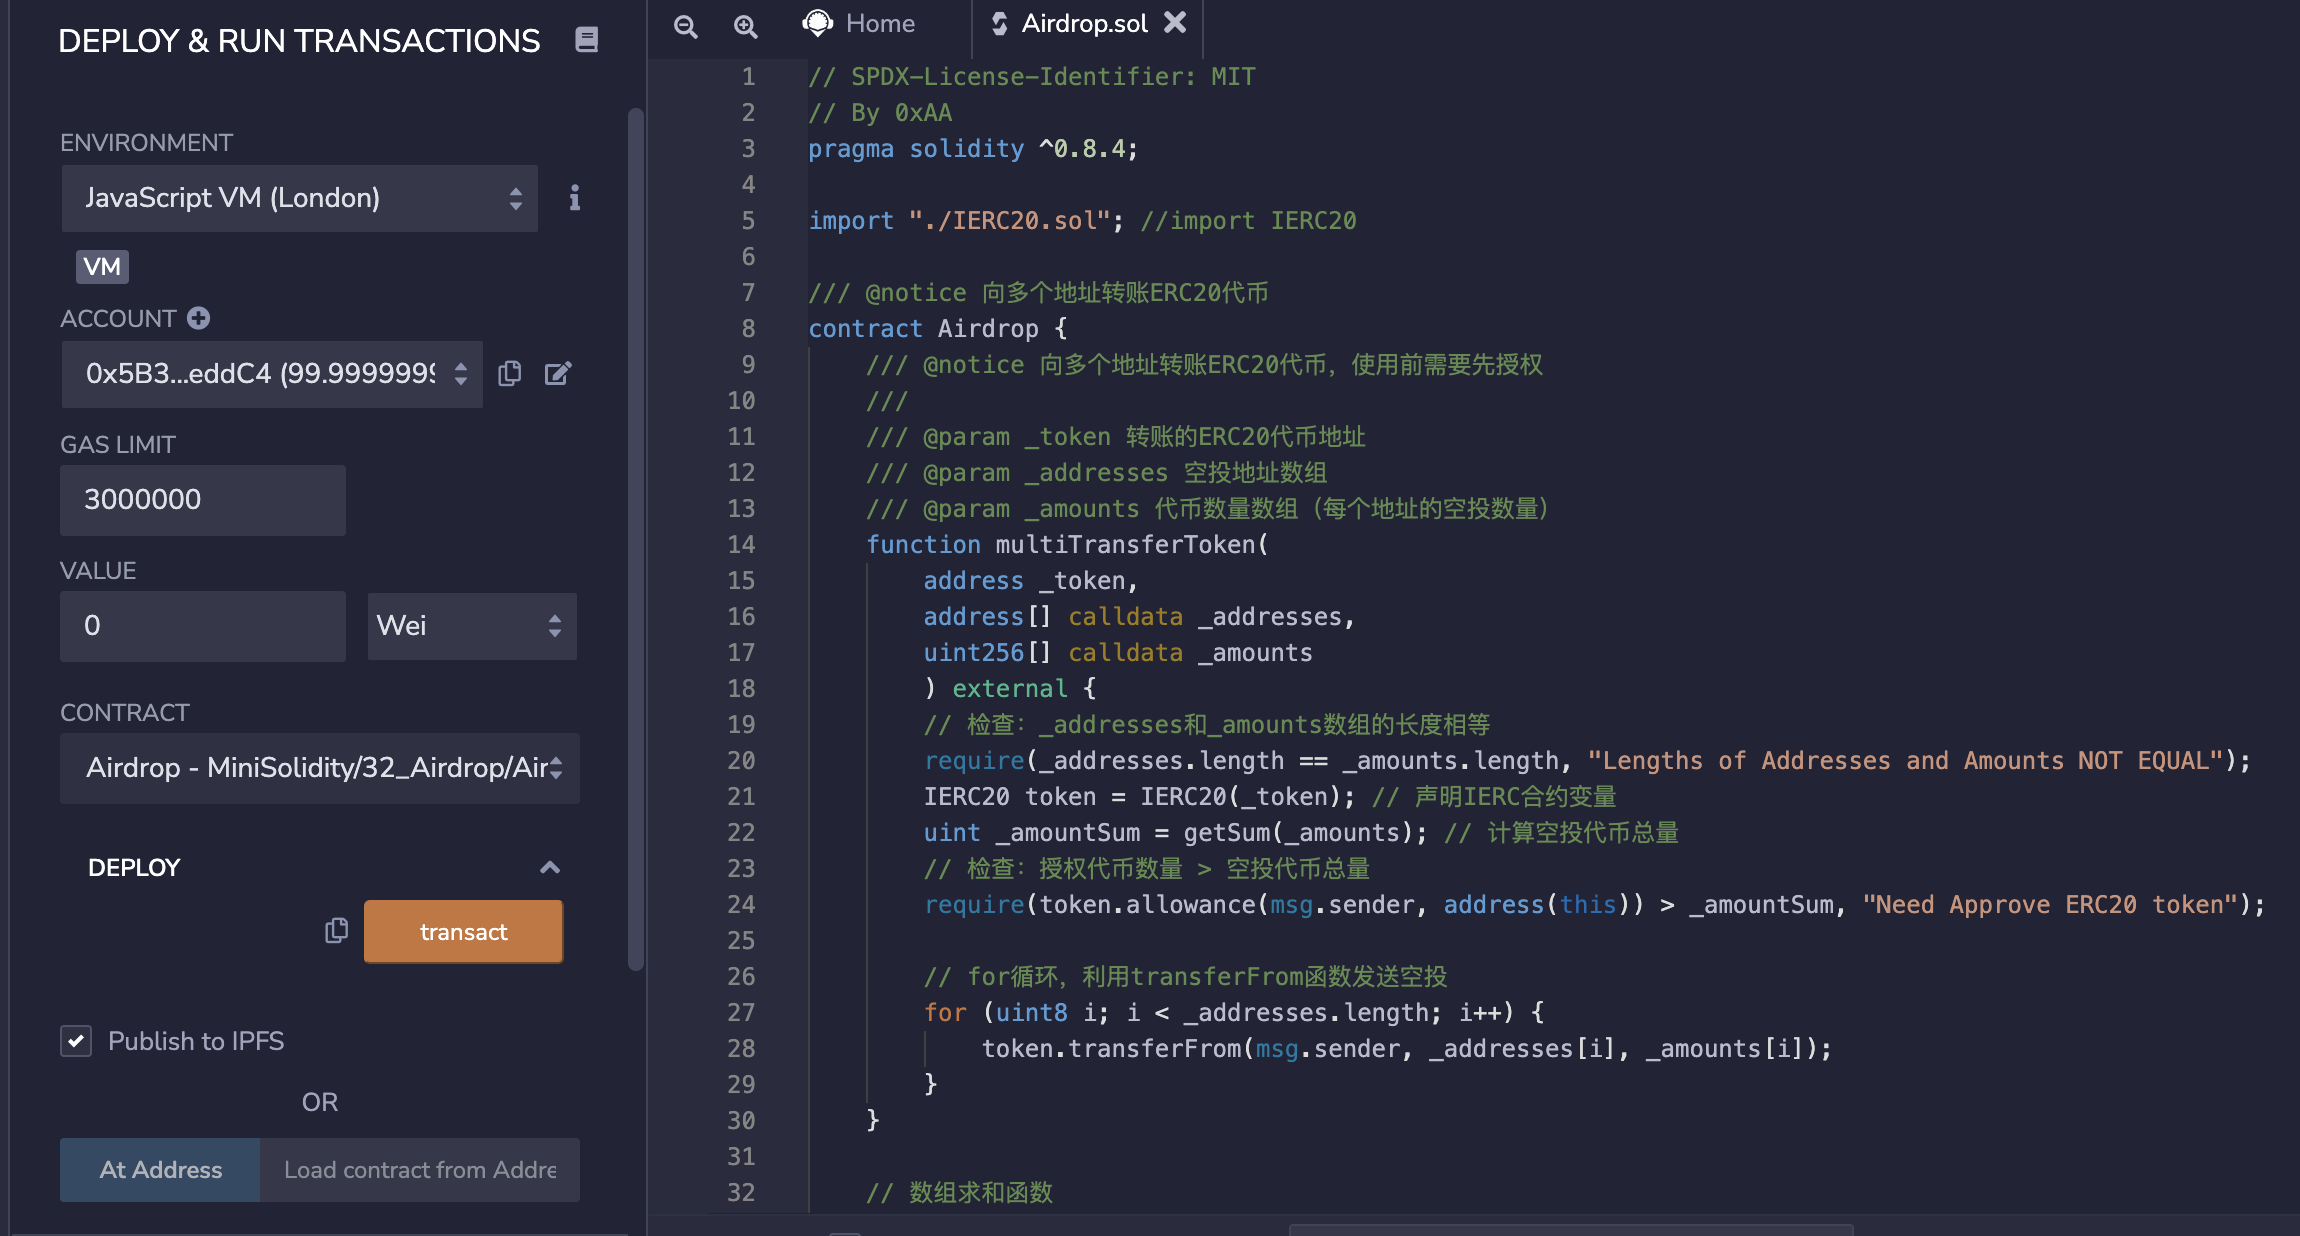 DEPLOY & RUN TRANSACTIONS
ENVIRONMENT
JavaScript VM (London)
VM
ACCOUNT
0x5B3...eddC4 (99.9999999
GAS LIMIT
3000000
VALUE
0
Wei
CONTRACT
Airdrop - MiniSolidity/32_Airdrop/Air
DEPLOY
transact
Publish to IPFS
OR
At Address
Load contract from Addre
Home
Airdrop.sol
1 // SPDX-License-Identifier: MIT
2 // By 0xAA
3 pragma solidity ^0.8.4;
4
5 import "./IERC20.sol"; //import IERC20
6
7 /// @notice 向多个地址转账ERC20代币
8 contract Airdrop {
9 /// @notice 向多个地址转账ERC20代币，使用前需要先授权
10 ///
11 /// @param _token 转账的ERC20代币地址
12 /// @param _addresses 空投地址数组
13 /// @param _amounts 代币数量数组（每个地址的空投数量）
14 function multiTransferToken(
15 address _token,
16 address[] calldata _addresses,
17 uint256[] calldata _amounts
18 ) external {
19 // 检查：_addresses和_amounts数组的长度相等
20 require(_addresses.length == _amounts.length, "Lengths of Addresses and Amounts NOT EQUAL");
21 IERC20 token = IERC20(_token); // 声明IERC合约变量
22 uint _amountSum = getSum(_amounts); // 计算空投代币总量
23 // 检查：授权代币数量 > 空投代币总量
24 require(token.allowance(msg.sender, address(this)) > _amountSum, "Need Approve ERC20 token");
25
26 // for循环，利用transferFrom函数发送空投
27 for (uint8 i; i < _addresses.length; i++) {
28 token.transferFrom(msg.sender, _addresses[i], _amounts[i]);
29 }
30 }
31
32 // 数组求和函数